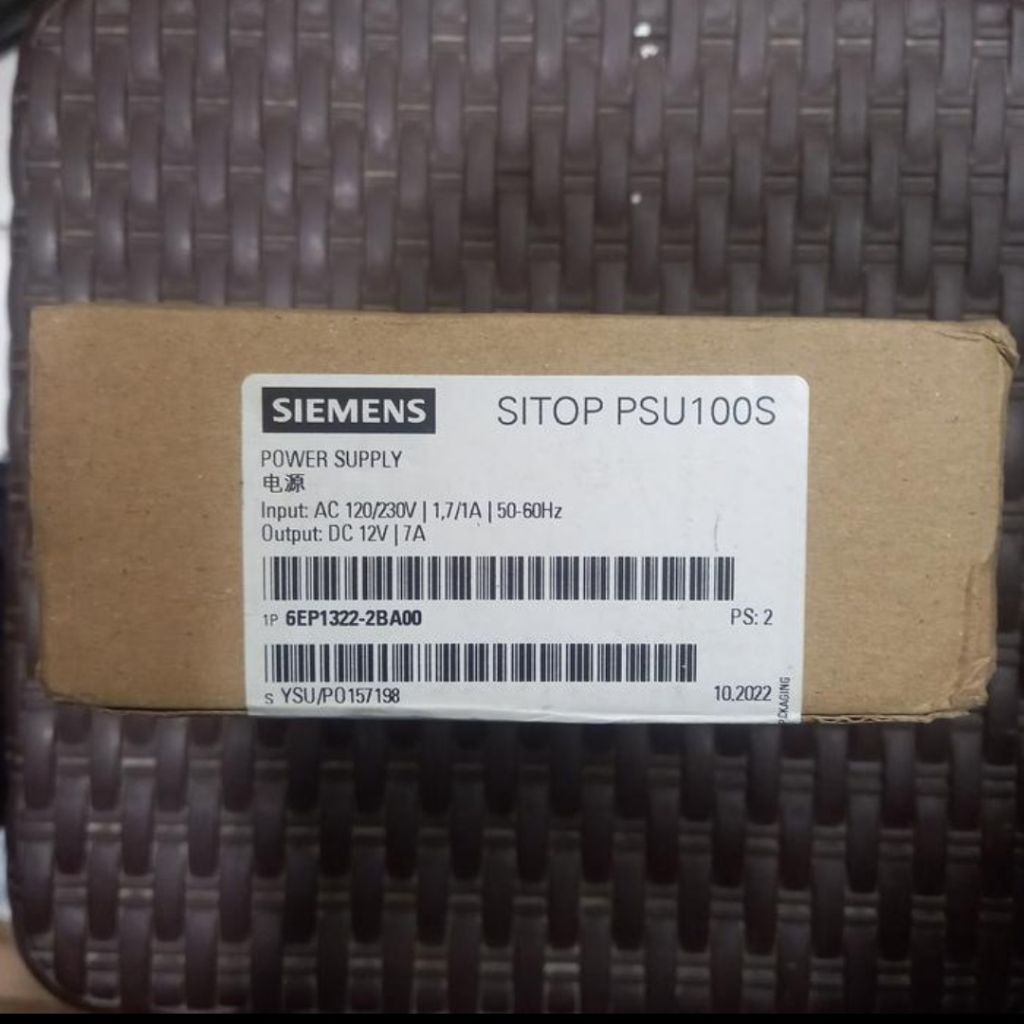 SIEMENS SITOP PSU100S
POWER SUPPLY
电源
Input: AC 120/230V | 1,7/1A | 50-60Hz
Output: DC 12V | 7A
1P 6EP1322-2BA00 PS: 2
S YSU/PO157198 10.2022
PCKAGING